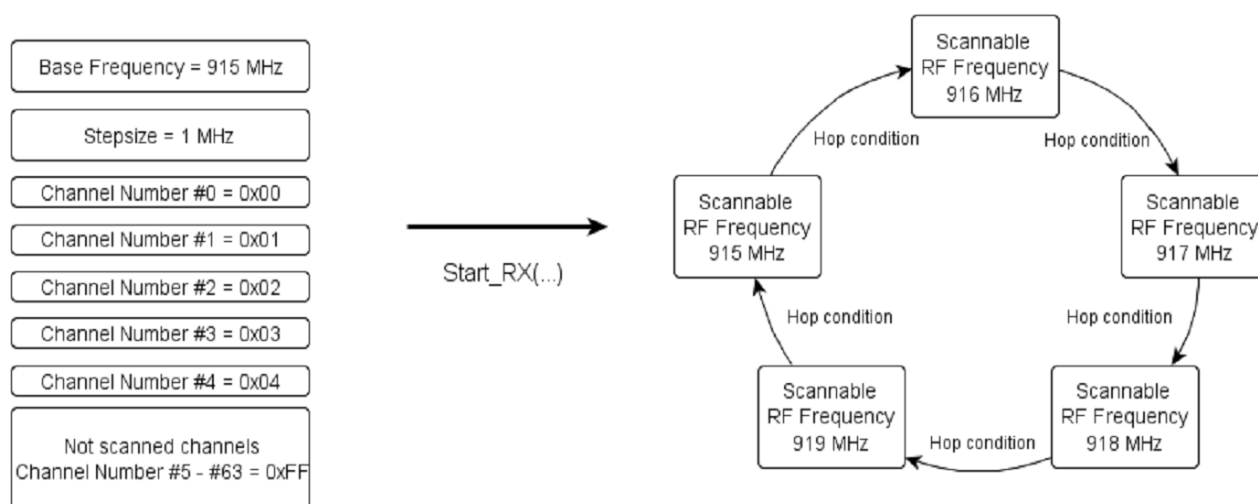 Base Frequency = 915 MHz
Stepsize = 1 MHz
Channel Number #0 = 0x00
Channel Number #1 = 0x01
Channel Number #2 = 0x02
Channel Number #3 = 0x03
Channel Number #4 = 0x04
Not scanned channels
Channel Number #5 - #63 = 0xFF
Start_RX(...)
Scannable
RF Frequency
916 MHz
Hop condition
Hop condition
Scannable
RF Frequency
915 MHz
Scannable
RF Frequency
917 MHz
Hop condition
Hop condition
Scannable
RF Frequency
919 MHz
Hop condition
Scannable
RF Frequency
918 MHz